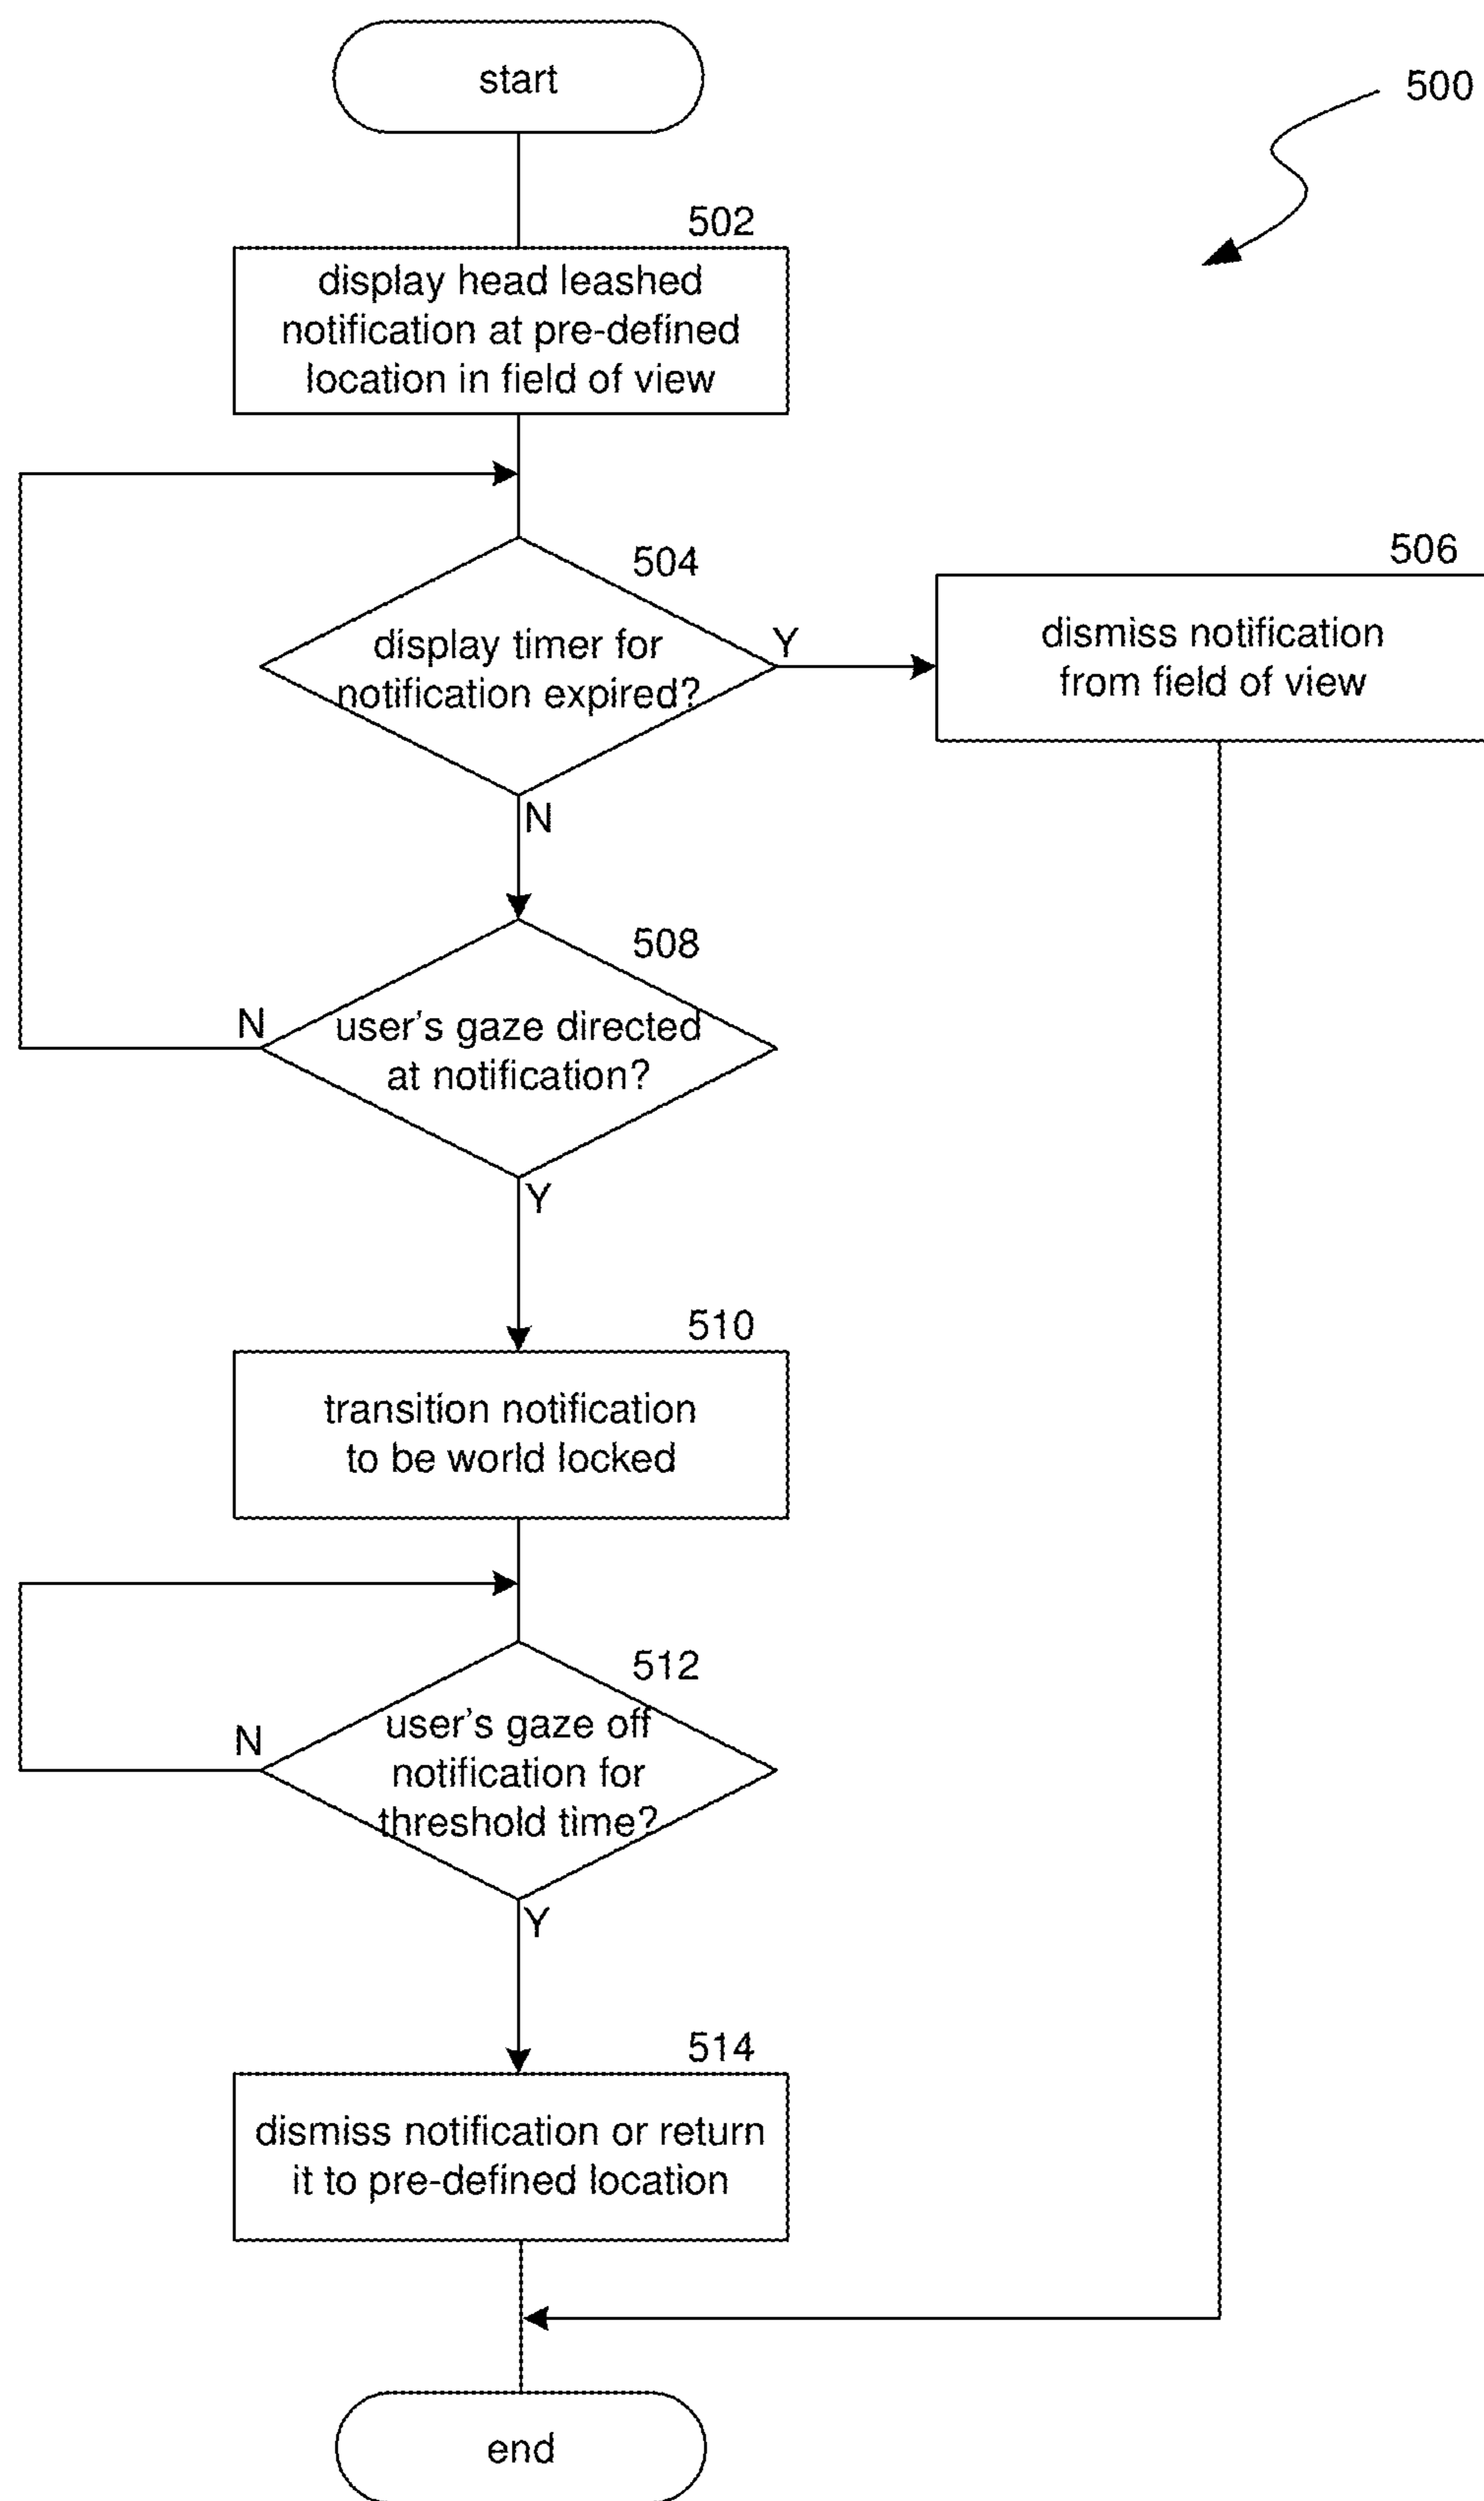 start
500
502
display head leashed
notification at pre-defined
location in field of view
504
display timer for
notification expired?
Y
N
506
dismiss notification
from field of view
508
user's gaze directed
at notification?
N
Y
510
transition notification
to be world locked
512
user's gaze off
notification for
threshold time?
N
Y
514
dismiss notification or return
it to pre-defined location
end